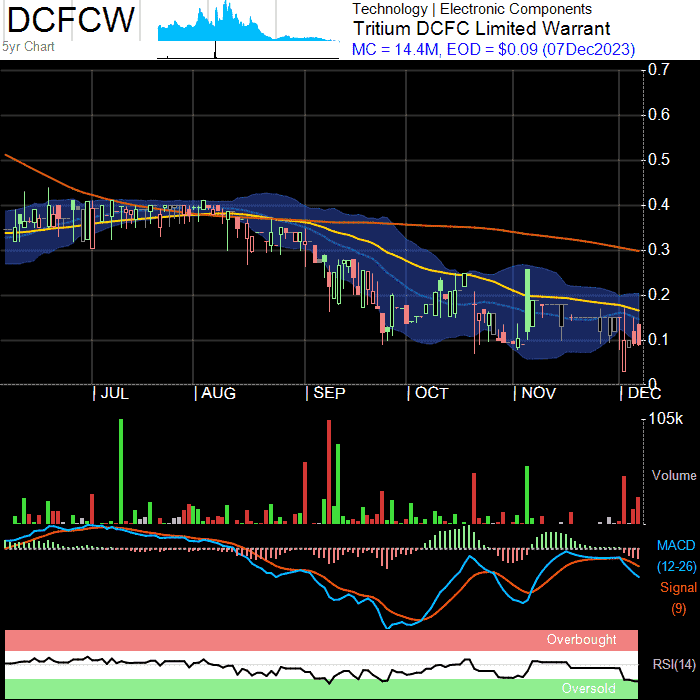 DCFCW
5yr Chart
Technology | Electronic Components
Tritium DCFC Limited Warrant
MC = 14.4M, EOD = $0.09 (07Dec2023)
0.7
0.6
0.5
0.4
0.3
0.2
0.1
0
JUL
AUG
SEP
OCT
NOV
DEC
105k
Volume
MACD
(12-26)
Signal
(9)
Overbought
RSI(14)
Oversold